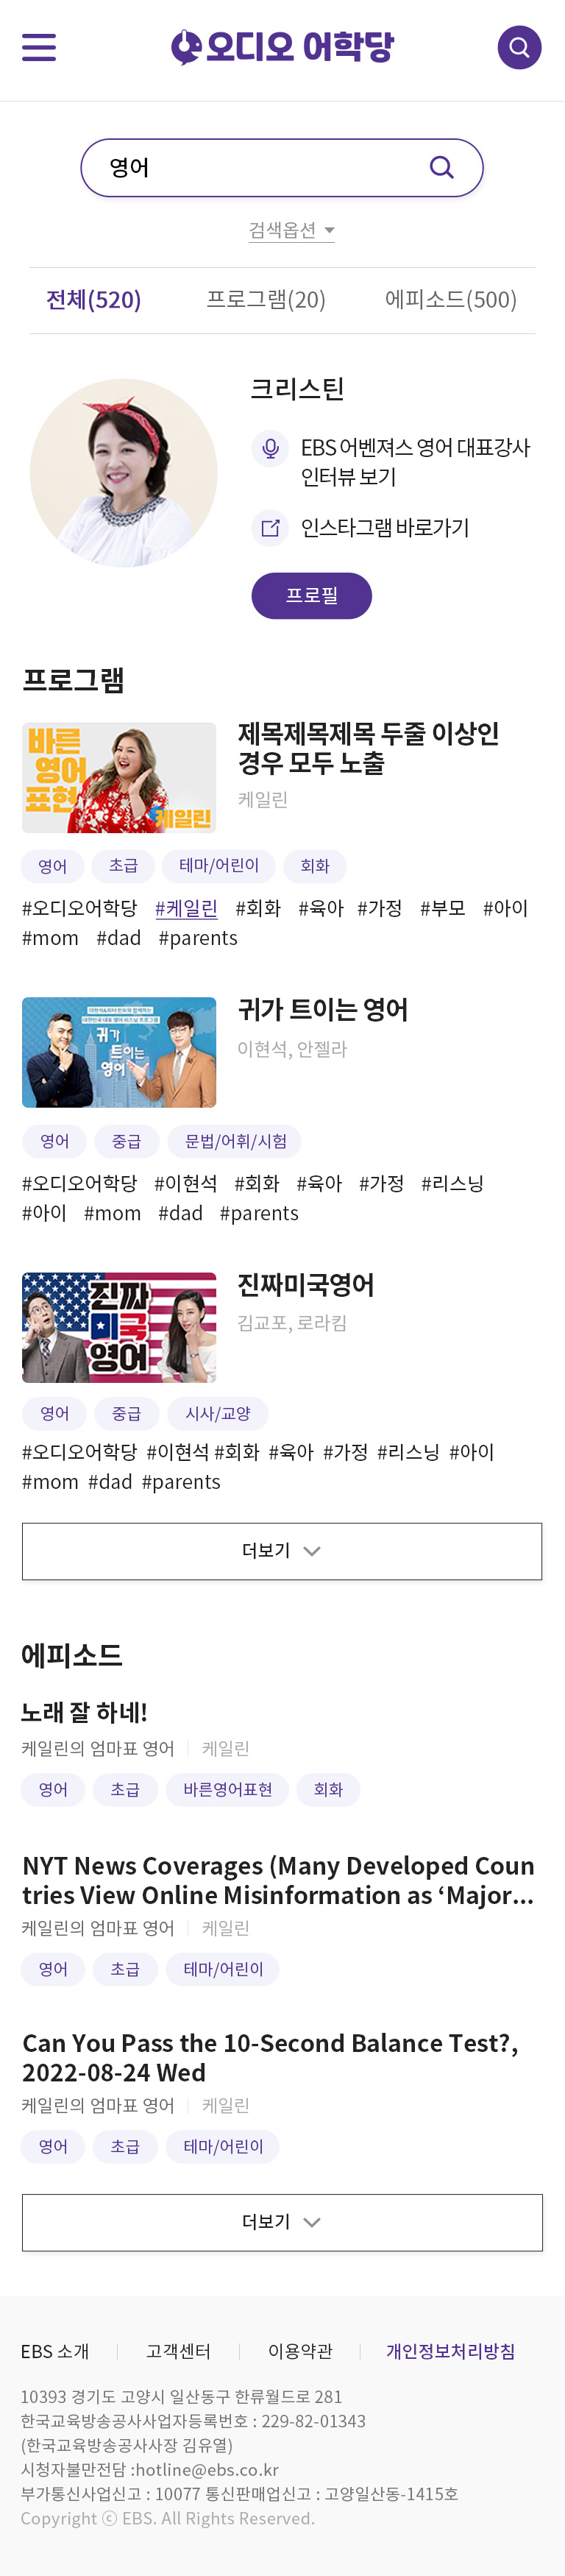 오디오 어학당
영어
검색옵션
전체(520) 프로그램(20) 에피소드(500)
크리스틴
EBS 어벤져스 영어 대표강사
인터뷰 보기
인스타그램 바로가기
프로필
프로그램
바른
영어
표현
케일린
제목제목제목 두줄 이상인
경우 모두 노출
케일린
영어 초급 테마/어린이 회화
#오디오어학당 #케일린 #회화 #육아 #가정 #부모 #아이
#mom #dad #parents
귀가
트이는
영어
귀가 트이는 영어
이현석, 안젤라
영어 중급 문법/어휘/시험
#오디오어학당 #이현석 #회화 #육아 #가정 #리스닝
#아이 #mom #dad #parents
진짜
미국
영어
진짜미국영어
김교포, 로라킴
영어 중급 시사/교양
#오디오어학당 #이현석 #회화 #육아 #가정 #리스닝 #아이
#mom #dad #parents
더보기
에피소드
노래 잘 하네!
케일린의 엄마표 영어 케일린
영어 초급 바른영어표현 회화
NYT News Coverages (Many Developed Coun
tries View Online Misinformation as ‘Major...
케일린의 엄마표 영어 케일린
영어 초급 테마/어린이
Can You Pass the 10-Second Balance Test?,
2022-08-24 Wed
케일린의 엄마표 영어 케일린
영어 초급 테마/어린이
더보기
EBS 소개 고객센터 이용약관 개인정보처리방침
10393 경기도 고양시 일산동구 한류월드로 281
한국교육방송공사사업자등록번호 : 229-82-01343
(한국교육방송공사사장 김유열)
시청자불만전담 :hotline@ebs.co.kr
부가통신사업신고 : 10077 통신판매업신고 : 고양일산동-1415호
Copyright ⓒ EBS. All Rights Reserved.